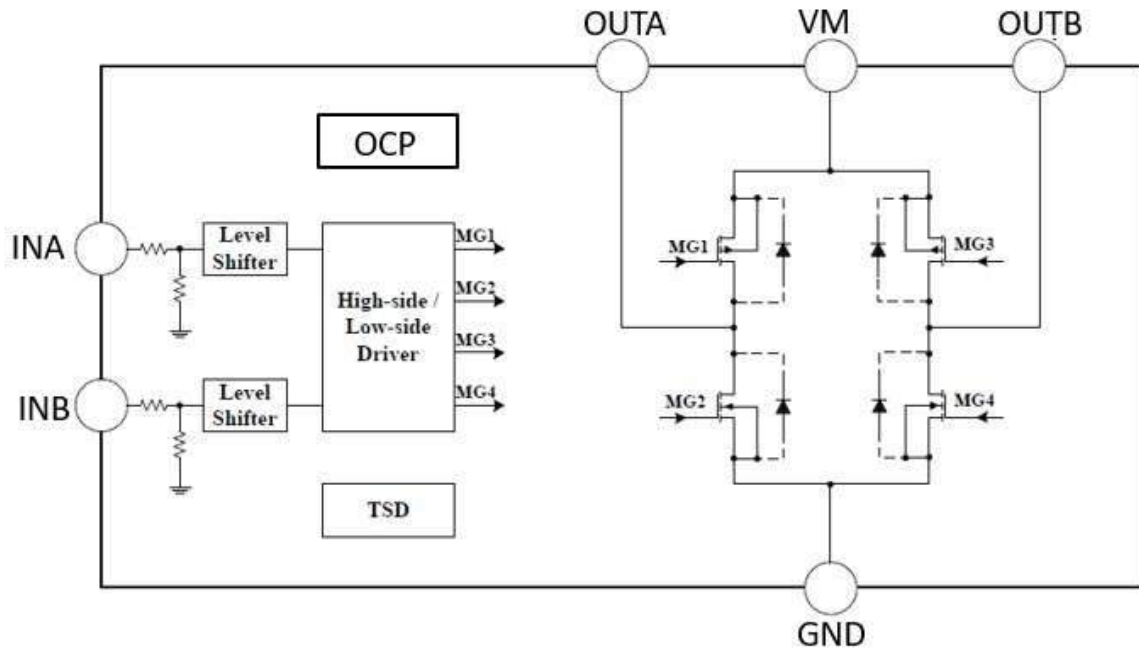 OUTA
VM
OUTB
OCP
INA
Level
Shifter
MG1
MG2
High-side /
Low-side
Driver
MG3
MG4
INB
Level
Shifter
TSD
MG1
MG3
MG2
MG4
GND